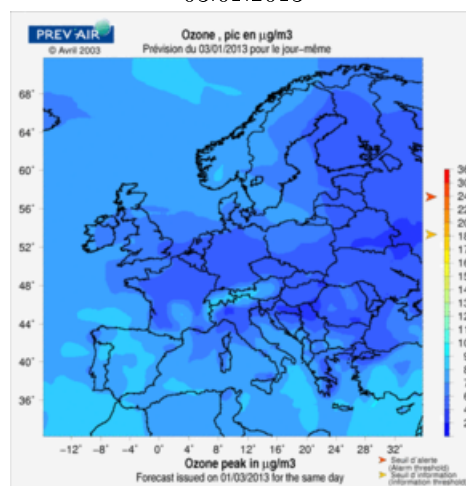 PREV'AIR
© Avril 2003
Ozone , pic en µg/m3
Prévision du 03/01/2013 pour le jour-même
68°
64°
60°
56°
52°
48°
44°
40°
36°
-12° -8° -4° 0° 4° 8° 12° 16° 20° 24° 28° 32°
Ozone peak in µg/m3
Forecast issued on 01/03/2013 for the same day
Seuil d'alerte
(Alarm threshold)
Seuil d'information
(Information threshold)